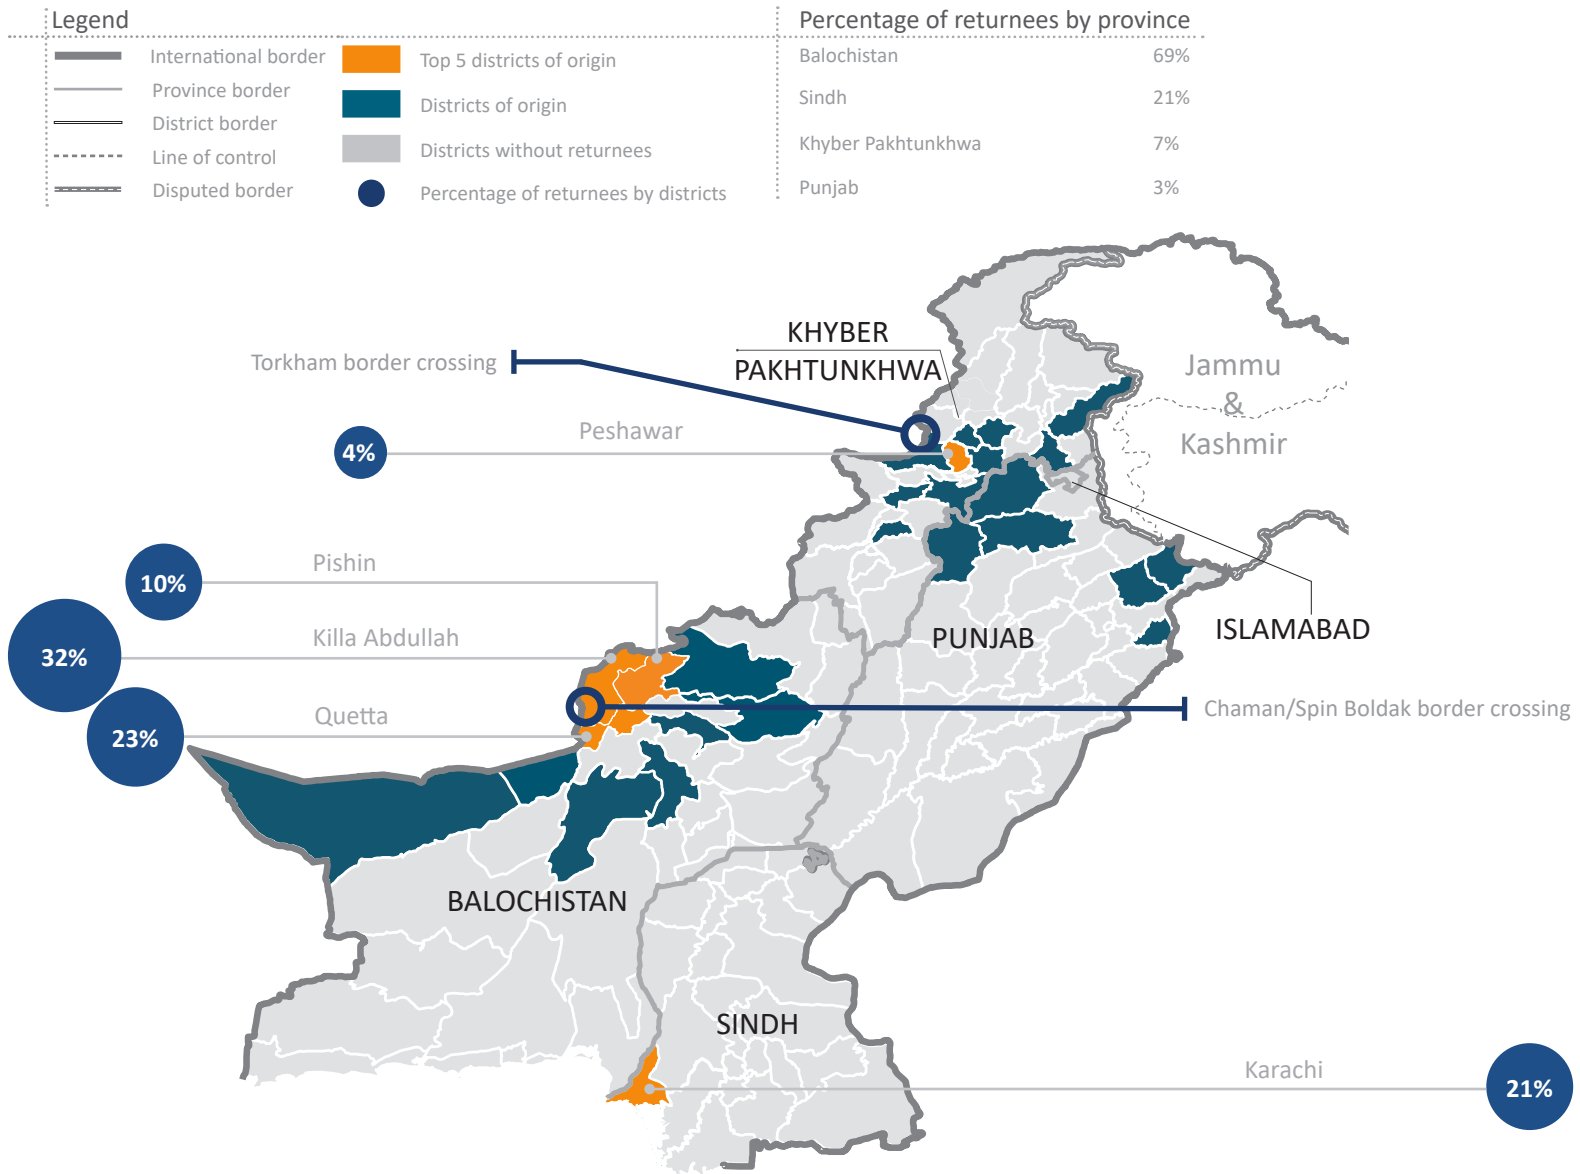 Legend
International border
Province border
District border
Line of control
Disputed border
Top 5 districts of origin
Districts of origin
Districts without returnees
Percentage of returnees by districts
Percentage of returnees by province
Balochistan 69%
Sindh 21%
Khyber Pakhtunkhwa 7%
Punjab 3%
KHYBER
PAKHTUNKHWA
Torkham border crossing
Jammu
&
Kashmir
Peshawar
4%
Pishin
10%
Killa Abdullah
32%
Quetta
23%
PUNJAB
ISLAMABAD
Chaman/Spin Boldak border crossing
BALOCHISTAN
SINDH
Karachi
21%